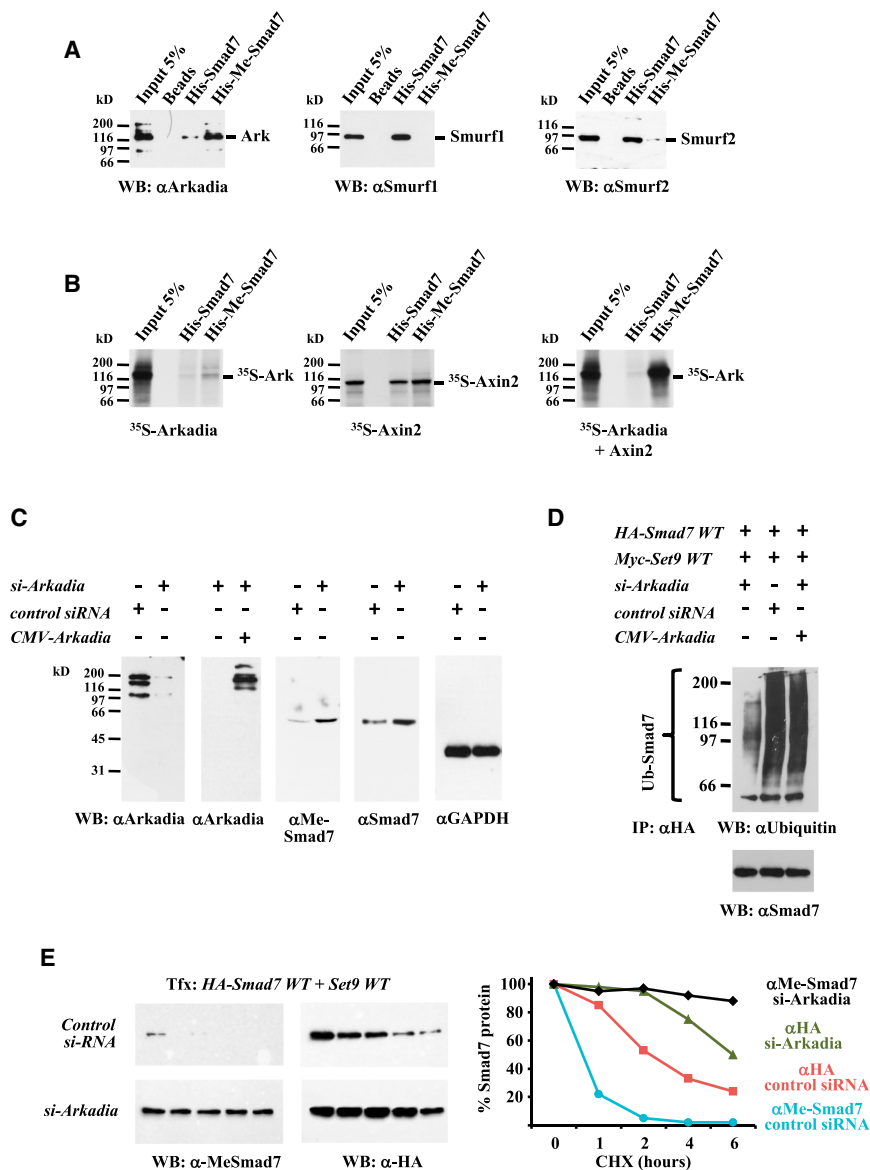 A
kD
Input 5%
Beads
His-Smad7
His-Me-Smad7
200
116
97
66
Ark
WB: αArkadia
kD
Input 5%
Beads
His-Smad7
His-Me-Smad7
116
97
66
Smurf1
WB: αSmurf1
kD
Input 5%
Beads
His-Smad7
His-Me-Smad7
116
97
66
Smurf2
WB: αSmurf2
B
kD
Input 5%
His-Smad7
His-Me-Smad7
200
116
97
66
³⁵S-Ark
³⁵S-Arkadia
kD
Input 5%
His-Smad7
His-Me-Smad7
200
116
97
66
³⁵S-Axin2
³⁵S-Axin2
kD
Input 5%
His-Smad7
His-Me-Smad7
200
116
97
66
³⁵S-Ark
³⁵S-Arkadia
+ Axin2
C
si-Arkadia - + + + - + - + - +
control siRNA + - - - + - + - + -
CMV-Arkadia - - - + - - - - - -
kD
200
116
97
66
45
31
WB: αArkadia αArkadia αMe-Smad7 αSmad7 αGAPDH
D
HA-Smad7 WT + + +
Myc-Set9 WT + + +
si-Arkadia + - +
control siRNA - + -
CMV-Arkadia - - +
Ub-Smad7
200
116
97
66
IP: αHA WB: αUbiquitin
WB: αSmad7
E
Tfx: HA-Smad7 WT + Set9 WT
Control
si-RNA
si-Arkadia
WB: α-MeSmad7 WB: α-HA
% Smad7 protein
100
80
60
40
20
0 1 2 4 6
CHX (hours)
αMe-Smad7
si-Arkadia
αHA
si-Arkadia
αHA
control siRNA
αMe-Smad7
control siRNA